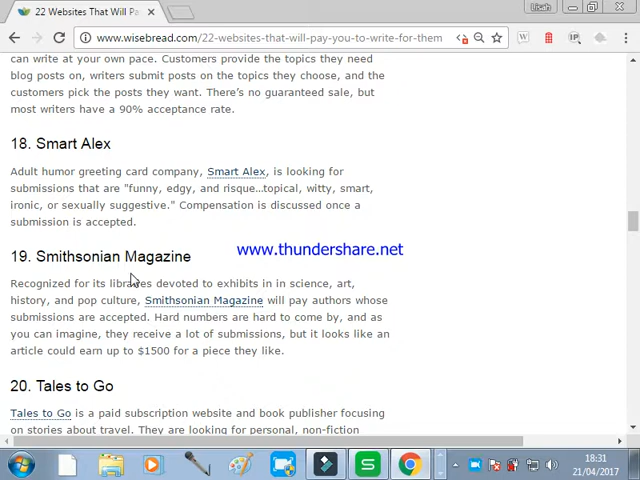 22 Websites That Will Pa
Lisah
www.wisebread.com/22-websites-that-will-pay-you-to-write-for-them
can write at your own pace. Customers provide the topics they need
blog posts on, writers submit posts on the topics they choose, and the
customers pick the posts they want. There's no guaranteed sale, but
most writers have a 90% acceptance rate.
18. Smart Alex
Adult humor greeting card company, Smart Alex, is looking for
submissions that are "funny, edgy, and risque...topical, witty, smart,
ironic, or sexually suggestive." Compensation is discussed once a
submission is accepted.
www.thundershare.net
19. Smithsonian Magazine
Recognized for its libraries devoted to exhibits in in science, art,
history, and pop culture, Smithsonian Magazine will pay authors whose
submissions are accepted. Hard numbers are hard to come by, and as
you can imagine, they receive a lot of submissions, but it looks like an
article could earn up to $1500 for a piece they like.
20. Tales to Go
Tales to Go is a paid subscription website and book publisher focusing
on stories about travel. They are looking for personal, non-fiction
18:31
21/04/2017